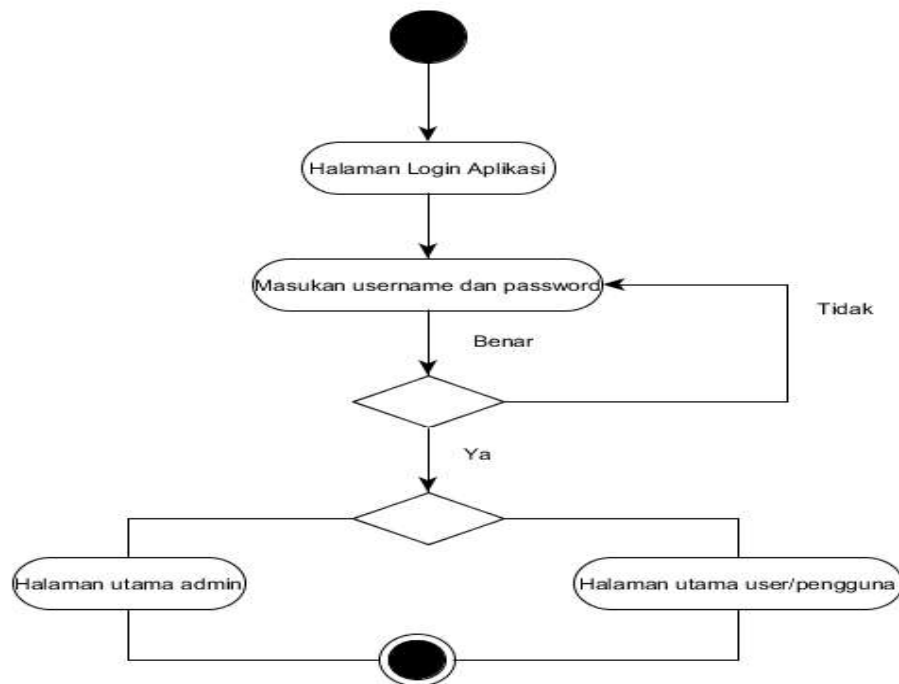 Halaman Login Aplikasi
Masukan username dan password
Tidak
Benar
Ya
Halaman utama admin
Halaman utama user/pengguna